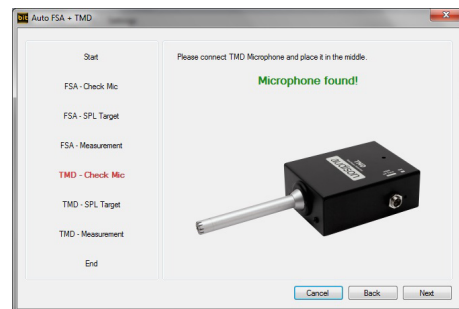 bit Auto FSA + TMD
Start
FSA - Check Mic
FSA - SPL Target
FSA - Measurement
TMD - Check Mic
TMD - SPL Target
TMD - Measurement
End
Please connect TMD Microphone and place it in the middle.
Microphone found!
TMD
audison
Cancel Back Next